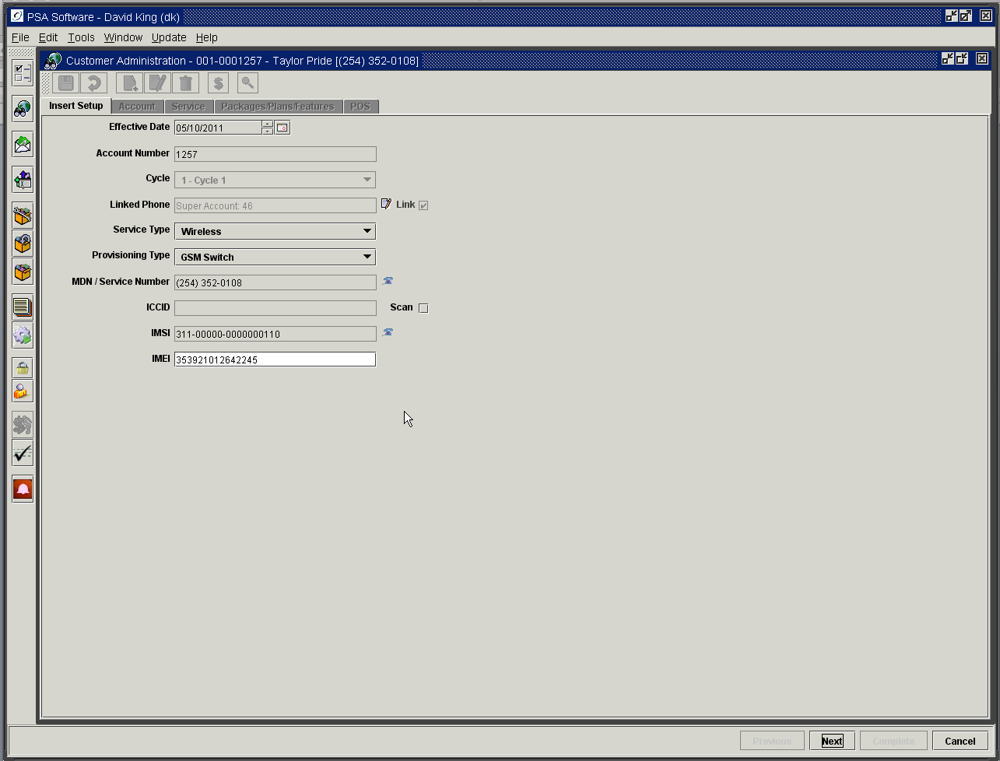 PSA Software - David King (dk)
File Edit Tools Window Update Help
Customer Administration - 001-0001257 - Taylor Pride [(254) 352-0108]
Insert Setup Account Service Packages/Plans/Features POS
Effective Date 05/10/2011
Account Number 1257
Cycle 1 - Cycle 1
Linked Phone Super Account: 46 Link
Service Type Wireless
Provisioning Type GSM Switch
MDN / Service Number (254) 352-0108
ICCID Scan
IMSI 311-00000-0000000110
IMEI 353921012642245
Previous Next Complete Cancel